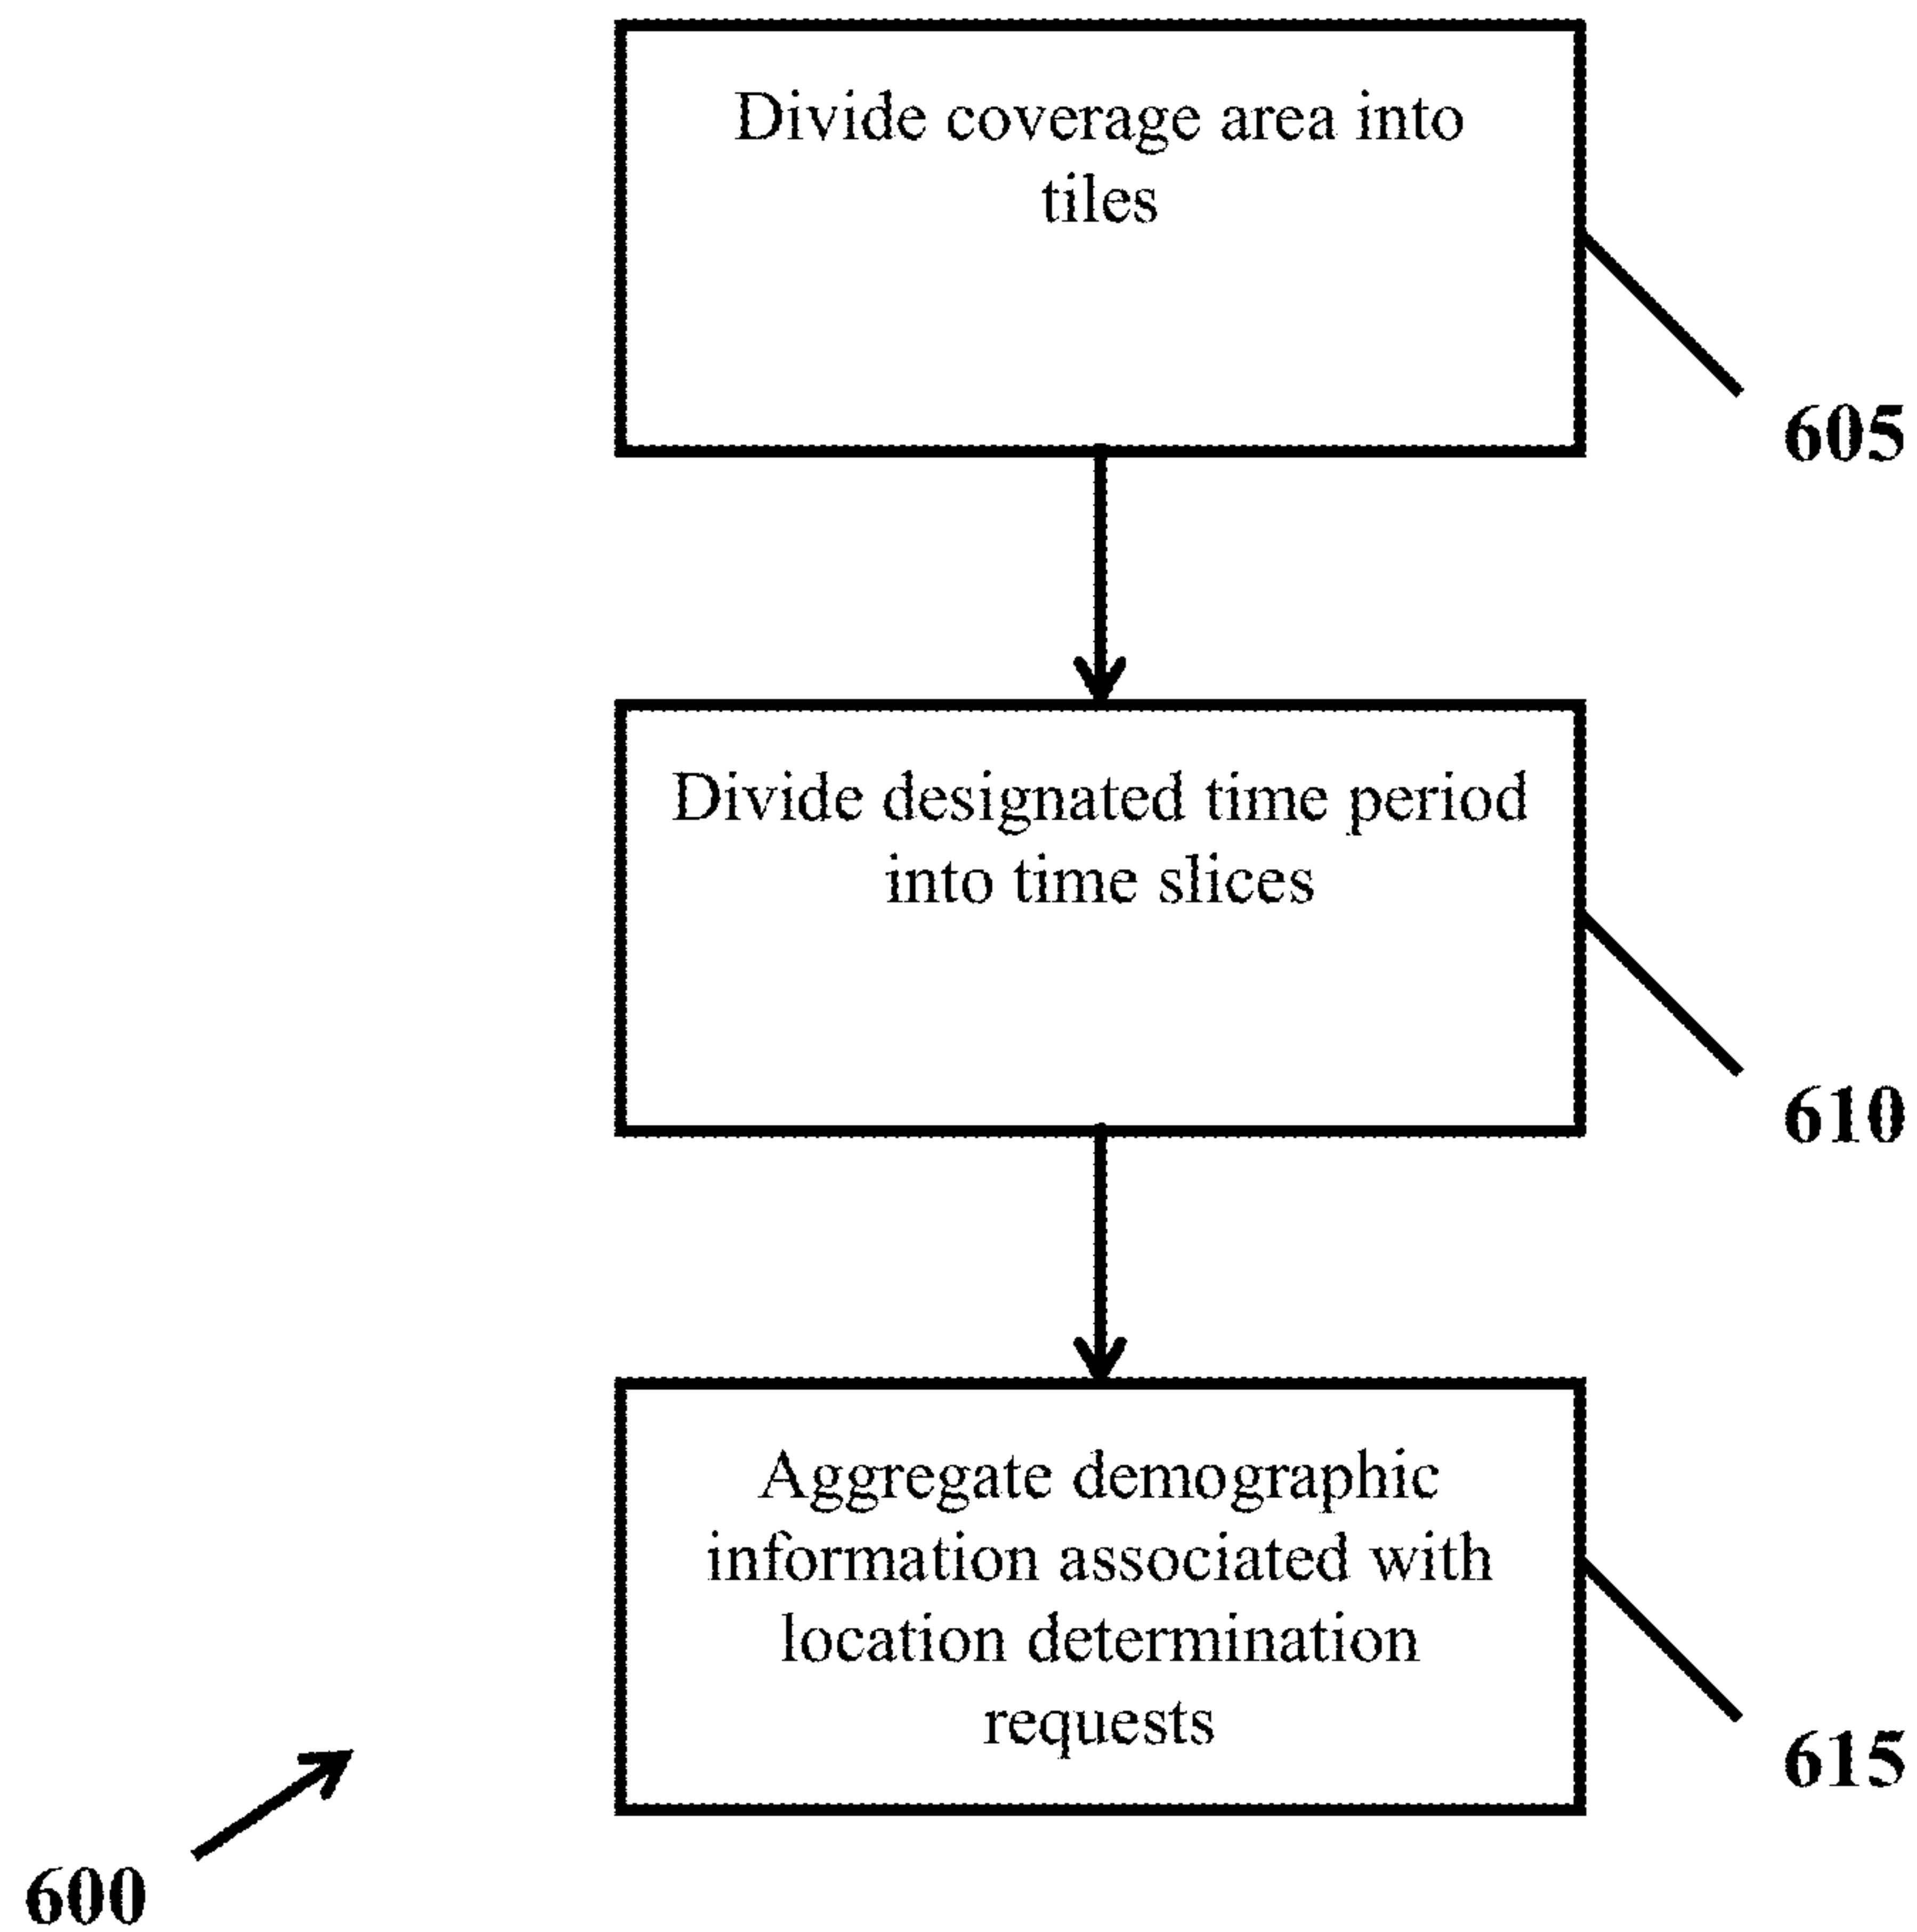 Divide coverage area into
tiles
605
Divide designated time period
into time slices
610
Aggregate demographic
information associated with
location determination
requests
615
600